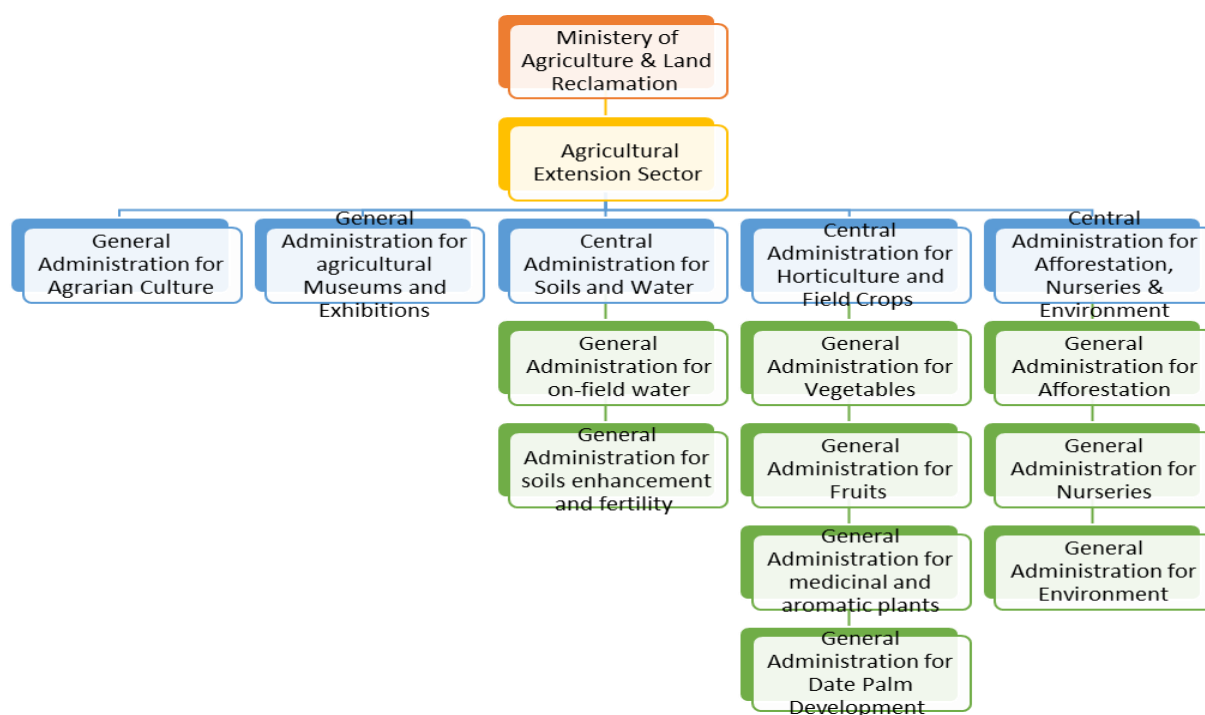 Ministery of
Agriculture & Land
Reclamation
Agricultural
Extension Sector
General
Administration for
Agrarian Culture
General
Administration for
agricultural
Museums and
Exhibitions
Central
Administration for
Soils and Water
Central
Administration for
Horticulture and
Field Crops
Central
Administration for
Afforestation,
Nurseries &
Environment
General
Administration for
on-field water
General
Administration for
soils enhancement
and fertility
General
Administration for
Vegetables
General
Administration for
Fruits
General
Administration for
medicinal and
aromatic plants
General
Administration for
Date Palm
Development
General
Administration for
Afforestation
General
Administration for
Nurseries
General
Administration for
Environment